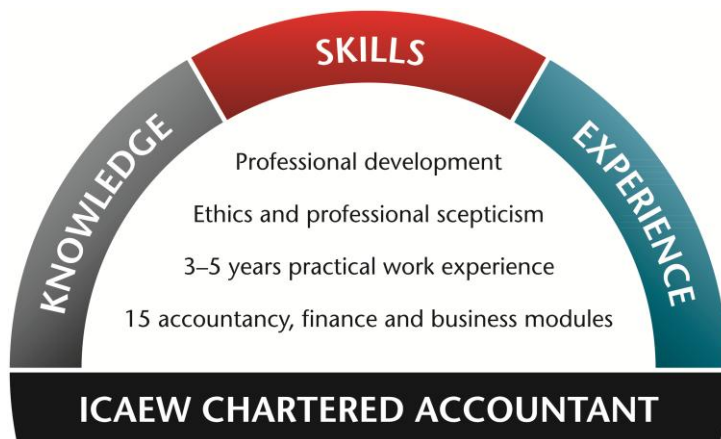 SKILLS
KNOWLEDGE
EXPERIENCE
Professional development
Ethics and professional scepticism
3–5 years practical work experience
15 accountancy, finance and business modules
ICAEW CHARTERED ACCOUNTANT